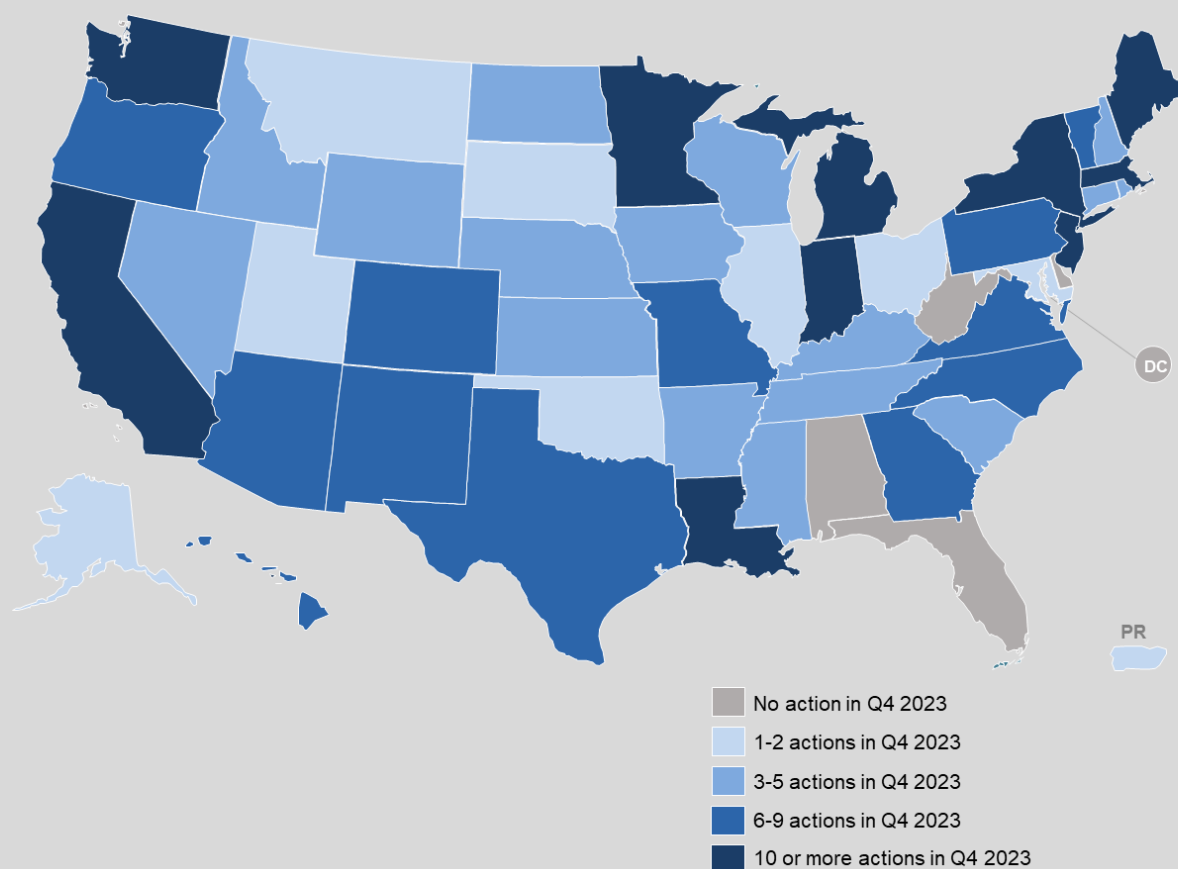 DC
PR
No action in Q4 2023
1-2 actions in Q4 2023
3-5 actions in Q4 2023
6-9 actions in Q4 2023
10 or more actions in Q4 2023